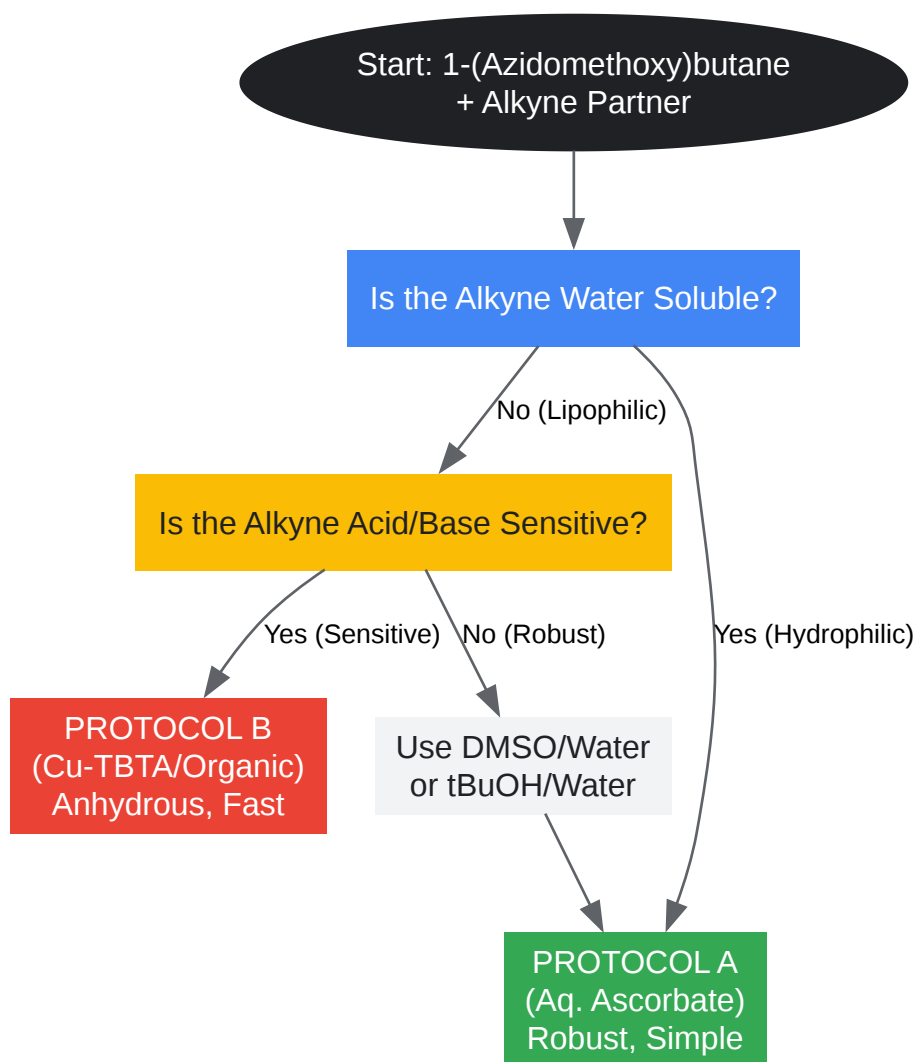 Start: 1-(Azidomethoxy)butane
+ Alkyne Partner
Is the Alkyne Water Soluble?
No (Lipophilic)
Is the Alkyne Acid/Base Sensitive?
Yes (Sensitive)
No (Robust)
Yes (Hydrophilic)
PROTOCOL B
(Cu-TBTA/Organic)
Anhydrous, Fast
Use DMSO/Water
or tBuOH/Water
PROTOCOL A
(Aq. Ascorbate)
Robust, Simple